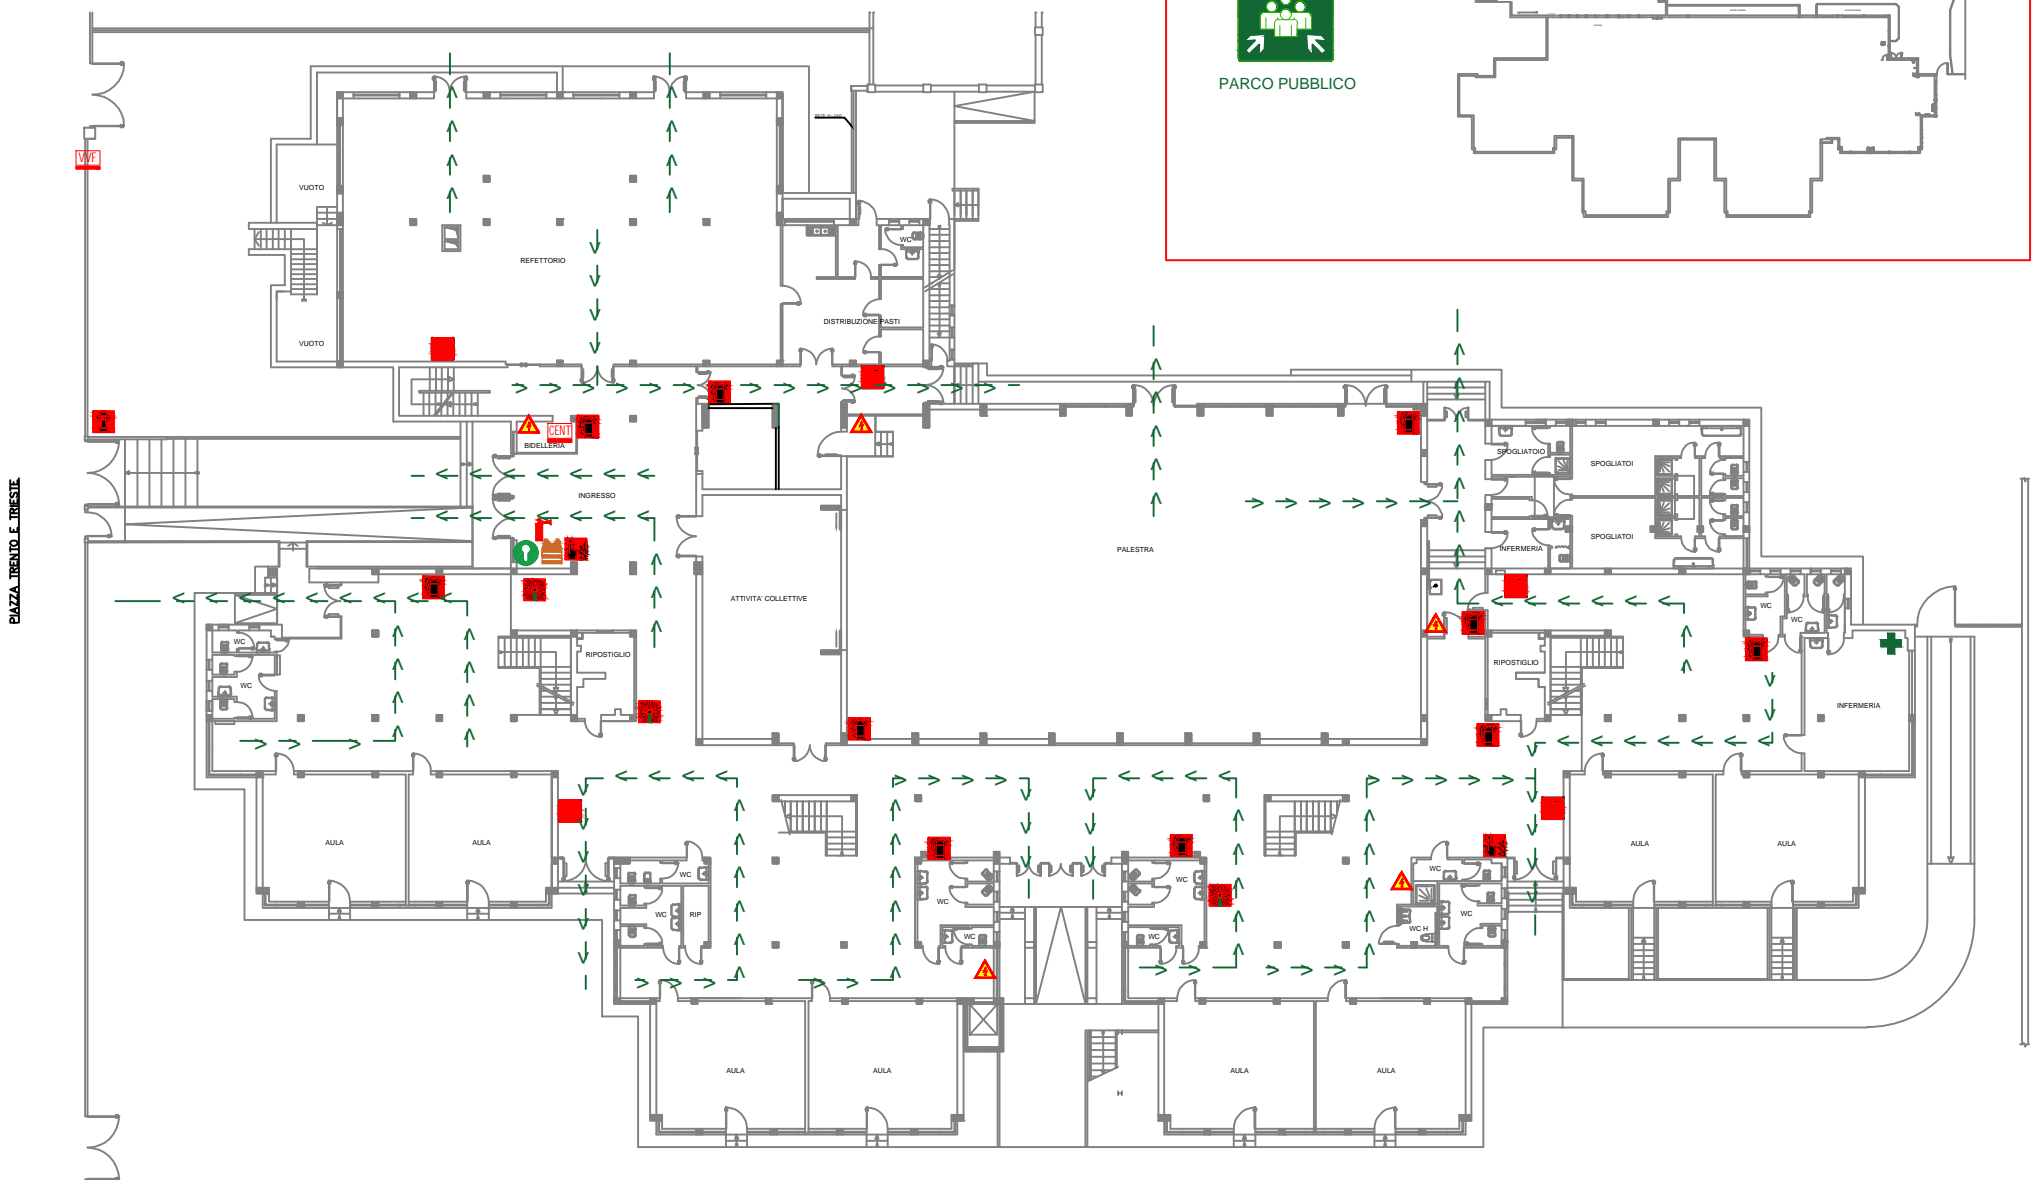 PARCO PUBBLICO
VVF
VUOTO
WC
REFETTORIO
DISTRIBUZIONE PASTI
VUOTO
CENT
BIDELLERIA
SPOGLIATOIO
SPOGLIATOI
INGRESSO
PIAZZA TRENTO E TRIESTE
SPOGLIATOI
PALESTRA
INFERMERIA
ATTIVITA' COLLETTIVE
WC
WC
WC
RIPOSTIGLIO
RIPOSTIGLIO
WC
INFERMERIA
AULA
AULA
AULA
AULA
WC
WC
WC
WC
RIP
WC
WC
WC H
WC
WC
AULA
AULA
AULA
AULA
H